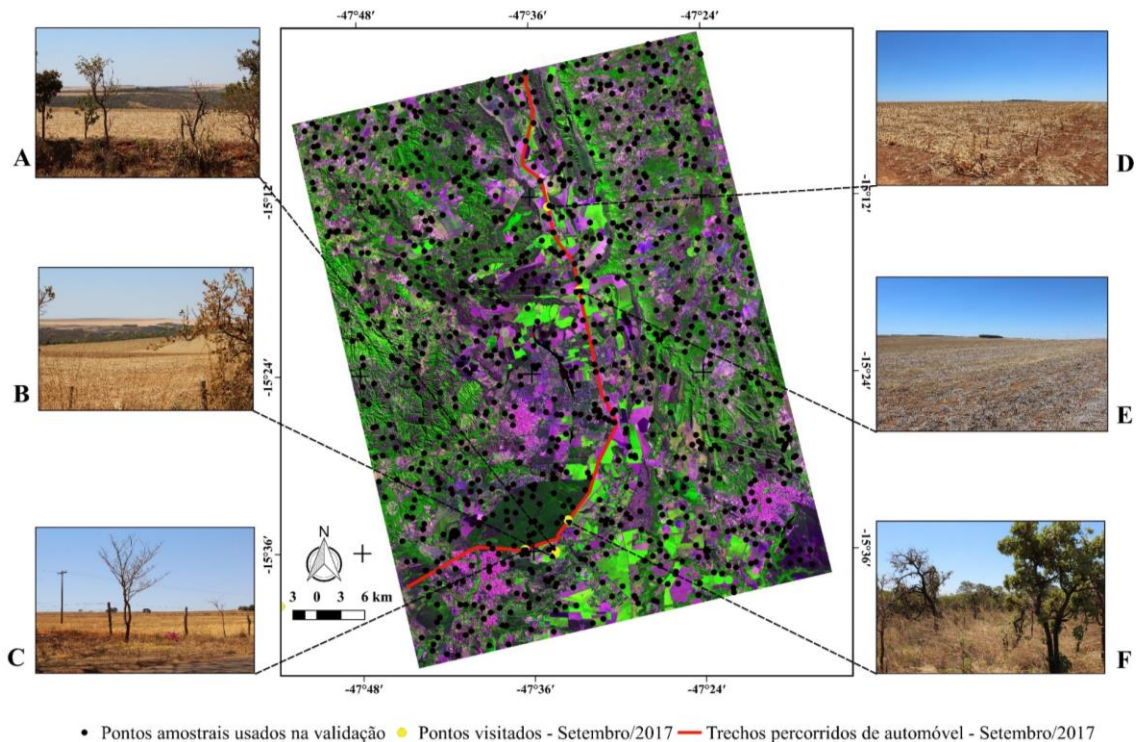 -47°48' -47°36' -47°24'
A
D
-15°12' -15°12'
B
E
-15°24' -15°24'
C
F
-15°36' -15°36'
N
3 0 3 6 km
-47°48' -47°36' -47°24'
Pontos amostrais usados na validação Pontos visitados - Setembro/2017 Trechos percorridos de automóvel - Setembro/2017